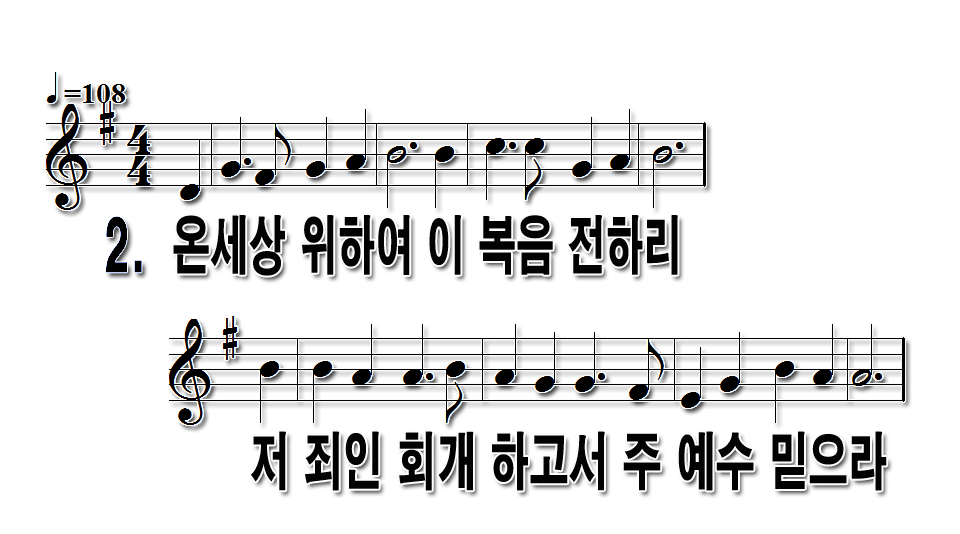 ♩=108
2. 온세상 위하여 이 복음 전하리
저 죄인 회개 하고서 주 예수 믿으라